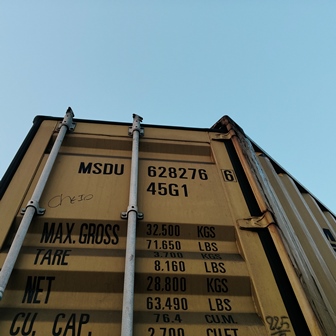 MSDU 628276 6
45G1
MAX.GROSS 32.500 KGS
71.650 LBS
TARE 3.700 KGS
8.160 LBS
NET 28.800 KGS
63.490 LBS
CU. CAP. 76.4 CU.M.
2.700 CU.FT